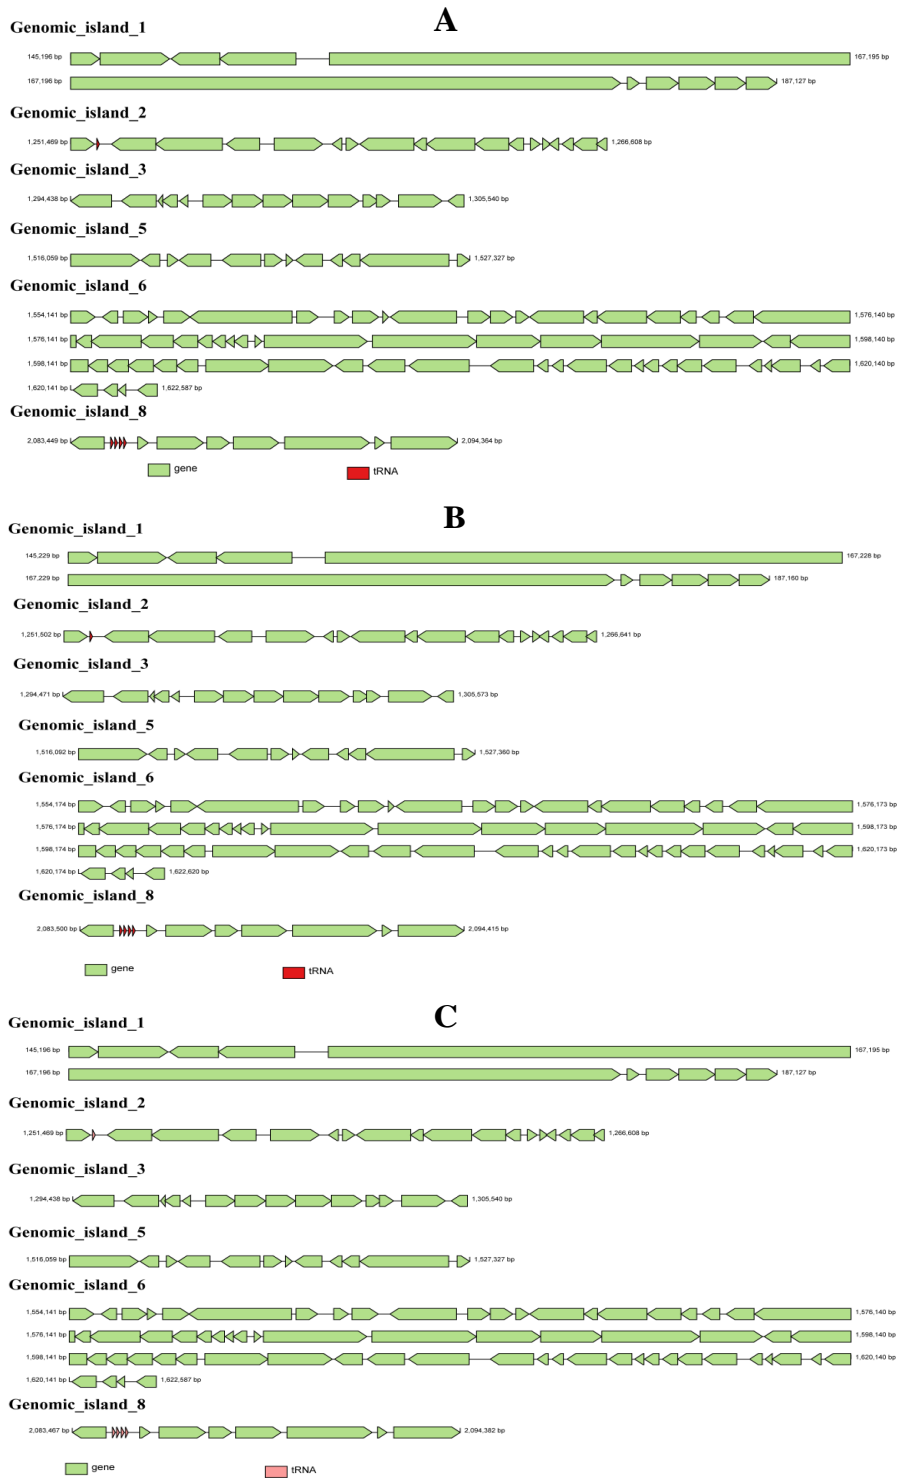 A
Genomic_island_1
145,196 bp 167,195 bp
167,196 bp 187,127 bp
Genomic_island_2
1,251,469 bp 1,266,608 bp
Genomic_island_3
1,294,438 bp 1,305,540 bp
Genomic_island_5
1,516,059 bp 1,527,327 bp
Genomic_island_6
1,554,141 bp 1,576,140 bp
1,576,141 bp 1,598,140 bp
1,598,141 bp 1,620,140 bp
1,620,141 bp 1,622,587 bp
Genomic_island_8
2,083,449 bp 2,094,364 bp
gene tRNA
B
Genomic_island_1
145,229 bp 167,228 bp
167,229 bp 187,160 bp
Genomic_island_2
1,251,502 bp 1,266,641 bp
Genomic_island_3
1,294,471 bp 1,305,573 bp
Genomic_island_5
1,516,092 bp 1,527,360 bp
Genomic_island_6
1,554,174 bp 1,576,173 bp
1,576,174 bp 1,598,173 bp
1,598,174 bp 1,620,173 bp
1,620,174 bp 1,622,620 bp
Genomic_island_8
2,083,500 bp 2,094,415 bp
gene tRNA
C
Genomic_island_1
145,196 bp 167,195 bp
167,196 bp 187,127 bp
Genomic_island_2
1,251,469 bp 1,266,608 bp
Genomic_island_3
1,294,438 bp 1,305,540 bp
Genomic_island_5
1,516,059 bp 1,527,327 bp
Genomic_island_6
1,554,141 bp 1,576,140 bp
1,576,141 bp 1,598,140 bp
1,598,141 bp 1,620,140 bp
1,620,141 bp 1,622,587 bp
Genomic_island_8
2,083,467 bp 2,094,382 bp
gene tRNA